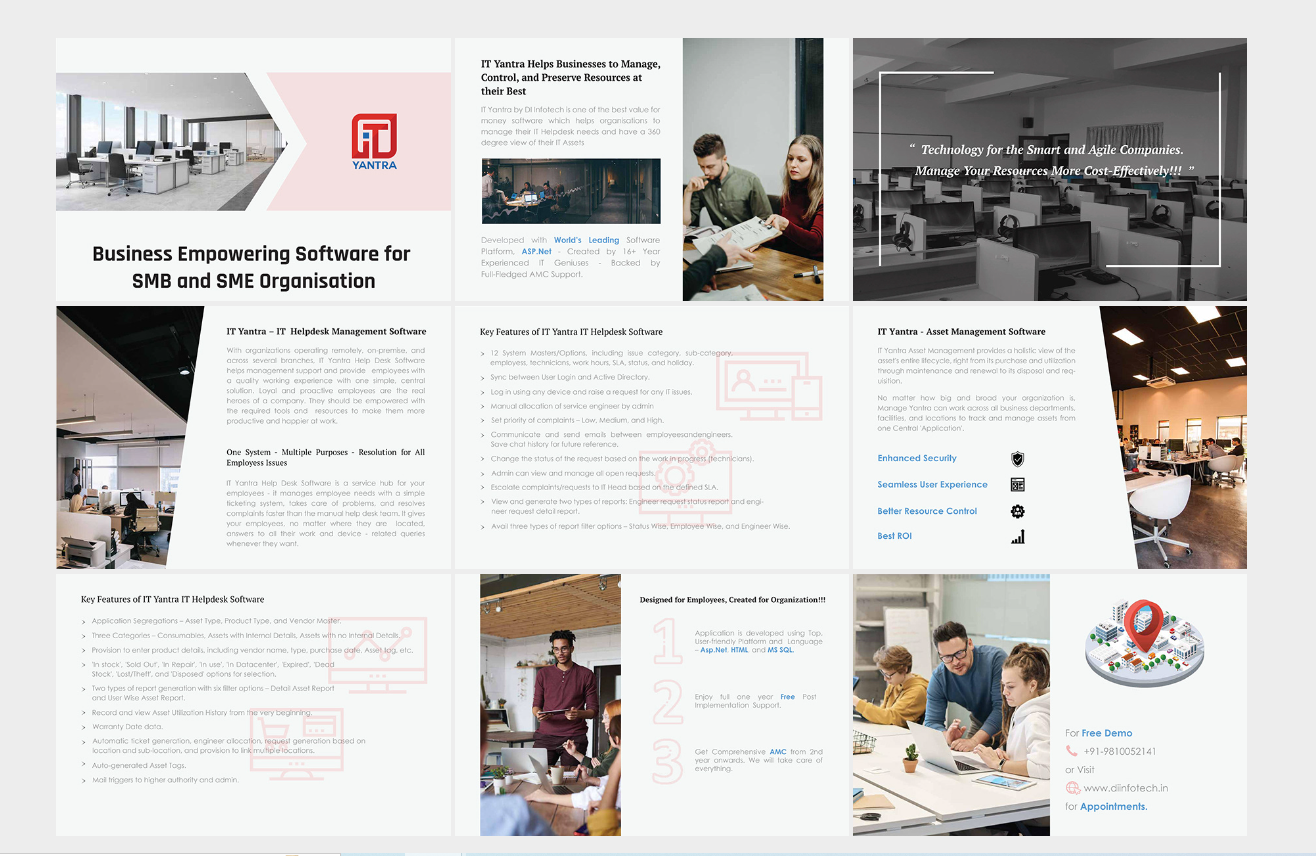 iT
YANTRA
Business Empowering Software for
SMB and SME Organisation
IT Yantra Helps Businesses to Manage,
Control, and Preserve Resources at
their Best
IT Yantra by DI Infotech is one of the best value for
money software which helps organisations to
manage their IT Helpdesk needs and have a 360
degree view of their IT Assets
Developed with World's Leading Software
Platform, ASP.Net - Created by 16+ Year
Experienced IT Geniuses - Backed by
Full-Fledged AMC Support.
“ Technology for the Smart and Agile Companies.
Manage Your Resources More Cost-Effectively!!! ”
IT Yantra – IT Helpdesk Management Software
With organizations operating remotely, on-premise, and
across several branches, IT Yantra Help Desk Software
helps management support and provide employees with
a quality working experience with one simple, central
solution. Loyal and proactive employees are the real
heroes of a company. They should be empowered with
the required tools and resources to make them more
productive and happier at work.
One System - Multiple Purposes - Resolution for All
Employess Issues
IT Yantra Help Desk Software is a service hub for your
employees - it manages employee needs with a simple
ticketing system, takes care of problems, and resolves
complaints faster than the manual help desk team. It gives
your employees, no matter where they are located,
answers to all their work and device - related queries
whenever they want.
Key Features of IT Yantra IT Helpdesk Software
> 12 System Masters/Options, including issue category, sub-category,
employess, technicians, work hours, SLA, status, and holiday.
> Sync between User Login and Active Directory.
> Log in using any device and raise a request for any IT issues.
> Manual allocation of service engineer by admin
> Set priority of complaints – Low, Medium, and High.
> Communicate and send emails between employeesandengineers.
Save chat history for future reference.
> Change the status of the request based on the work in process (technicians).
> Admin can view and manage all open requests.
> Escalate complaints/requests to IT Head based on the defined SLA.
> View and generate two types of reports: Engineer request status report and engi-
neer request detail report.
> Avail three types of report filter options – Status Wise, Employee Wise, and Engineer Wise.
IT Yantra - Asset Management Software
IT Yantra Asset Management provides a holistic view of the
asset's entire lifecycle, right from its purchase and utilization
through maintenance and renewal to its disposal and req-
uisition.
No matter how big and broad your organization is,
Manage Yantra can work across all business departments,
facilities, and locations to track and manage assets from
one Central 'Application'.
Enhanced Security
Seamless User Experience
Better Resource Control
Best ROI
Key Features of IT Yantra IT Helpdesk Software
> Application Segregations – Asset Type, Product Type, and Vendor Master.
> Three Categories – Consumables, Assets with Internal Details, Assets with no Internal Details.
> Provision to enter product details, including vendor name, type, purchase date, Asset tag, etc.
> 'In stock', 'Sold Out', 'In Repair', 'In use', 'In Datacenter', Expired', 'Dead
Stock', 'Lost/Theft', and 'Disposed' options for selection.
> Two types of report generation with six filter options – Detail Asset Report
and User Wise Asset Report.
> Record and view Asset Utilization History from the very beginning.
> Warranty Date data.
> Automatic ticket generation, engineer allocation, request generation based on
location and sub location, and provision to link multiple locations.
> Auto-generated Asset Tags.
> Mail triggers to higher authority and admin.
Designed for Employees, Created for Organization!!!
1
Application is developed using Top,
User-friendly Platform and Language
– Asp.Net, HTML and MS SQL.
2
Enjoy full one year Free Post
Implementation Support.
3
Get Comprehensive AMC from 2nd
year onwards. We will take care of
everything.
For Free Demo
+91-9810052141
or Visit
www.diinfotech.in
for Appointments.